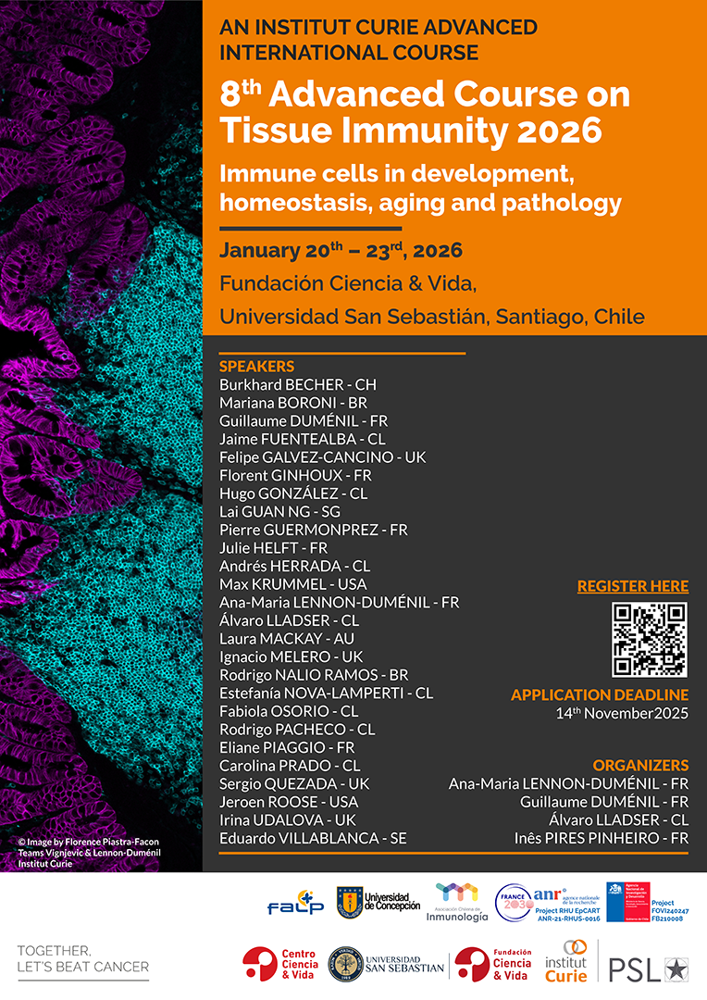 AN INSTITUT CURIE ADVANCED
INTERNATIONAL COURSE
8th Advanced Course on
Tissue Immunity 2026
Immune cells in development,
homeostasis, aging and pathology
January 20th – 23rd, 2026
Fundación Ciencia & Vida,
Universidad San Sebastián, Santiago, Chile
SPEAKERS
Burkhard BECHER - CH
Mariana BORONI - BR
Guillaume DUMÉNIL - FR
Jaime FUENTEALBA - CL
Felipe GALVEZ-CANCINO - UK
Florent GINHOUX - FR
Hugo GONZÁLEZ - CL
Lai GUAN NG - SG
Pierre GUERMONPREZ - FR
Julie HELFT - FR
Andrés HERRADA - CL
Max KRUMMEL - USA
Ana-Maria LENNON-DUMÉNIL - FR
Álvaro LLADSER - CL
Laura MACKAY - AU
Ignacio MELERO - UK
Rodrigo NALIO RAMOS - BR
Estefanía NOVA-LAMPERTI - CL
Fabiola OSORIO - CL
Rodrigo PACHECO - CL
Eliane PIAGGIO - FR
Carolina PRADO - CL
Sergio QUEZADA - UK
Jeroen ROOSE - USA
Irina UDALOVA - UK
Eduardo VILLABLANCA - SE
REGISTER HERE
APPLICATION DEADLINE
14th November2025
ORGANIZERS
Ana-Maria LENNON-DUMÉNIL - FR
Guillaume DUMÉNIL - FR
Álvaro LLADSER - CL
Inês PIRES PINHEIRO - FR
© Image by Florence Piastra-Facon
Teams Vignjevic & Lennon-Duménil
Institut Curie
FALP
Universidad
de Concepción
Asociación Chilena de
Inmunología
FRANCE
2030
anr
agence nationale
de la recherche
Project RHU EpCART
ANR-21-RHUS-0016
Agencia
Nacional de
Investigación
y Desarrollo
Gobierno de Chile
Project
FOVI240247
FB210008
TOGETHER,
LET'S BEAT CANCER
Centro
Ciencia
& Vida
UNIVERSIDAD
SAN SEBASTIAN
Fundación
Ciencia
& Vida
institut
Curie
PSL